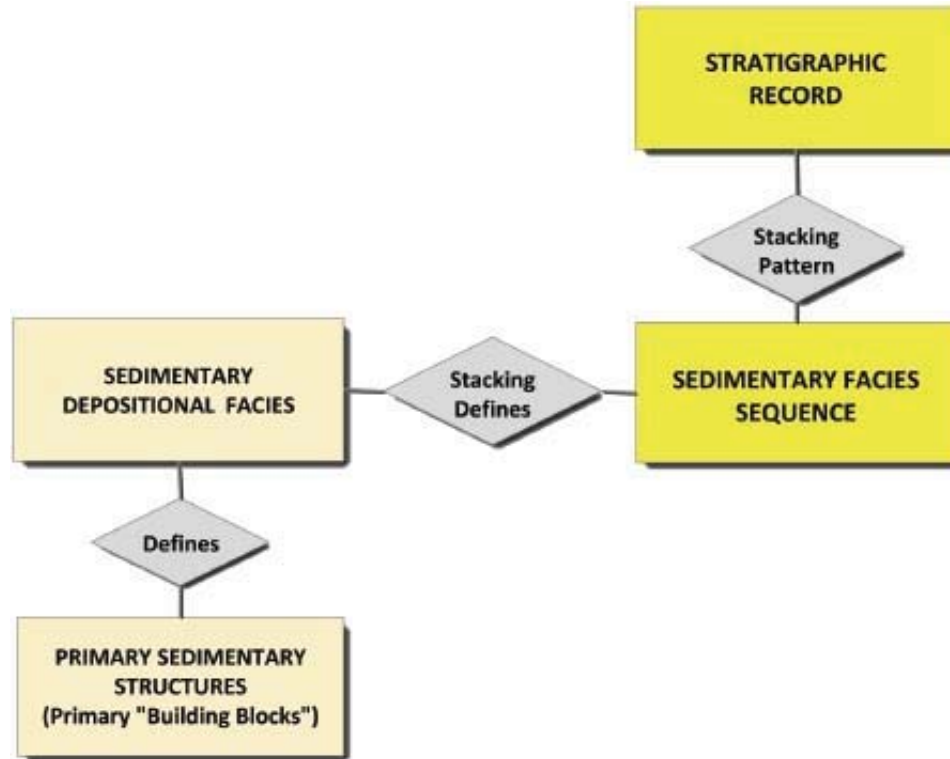 STRATIGRAPHIC
RECORD
Stacking
Pattern
SEDIMENTARY
DEPOSITIONAL FACIES
Stacking
Defines
SEDIMENTARY FACIES
SEQUENCE
Defines
PRIMARY SEDIMENTARY
STRUCTURES
(Primary "Building Blocks")